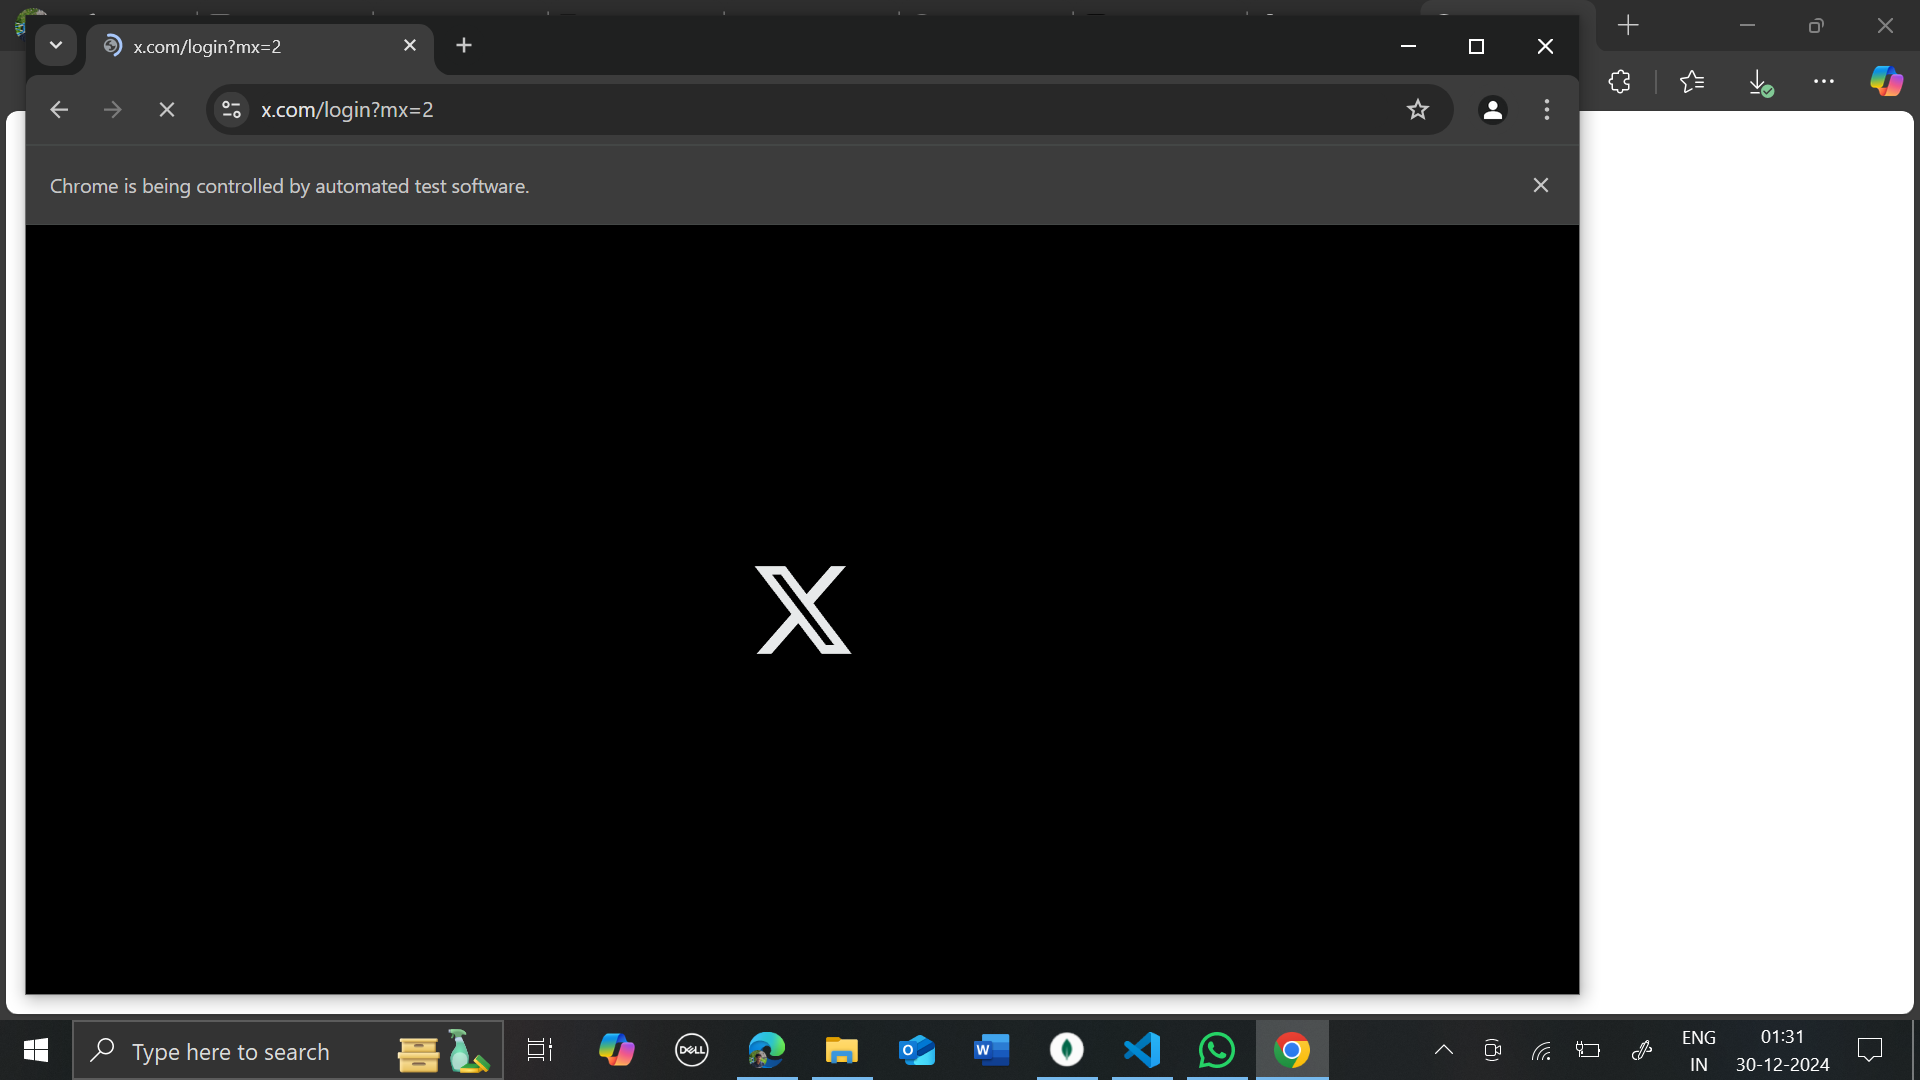 x.com/login?mx=2
x.com/login?mx=2
Chrome is being controlled by automated test software.
X
Type here to search
DELL
ENG
IN
01:31
30-12-2024